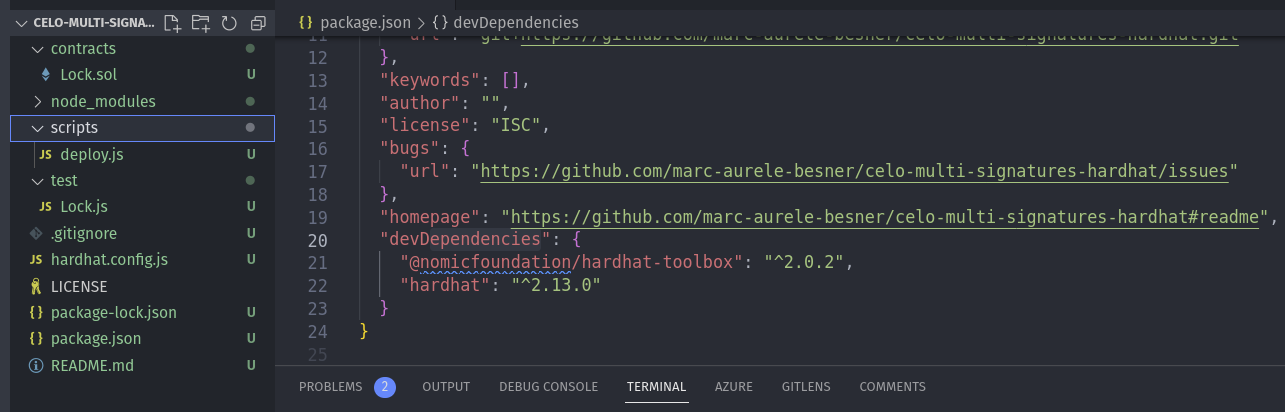 CELO-MULTI-SIGNA...
contracts
Lock.sol U
node_modules
scripts
JS deploy.js U
test
JS Lock.js U
.gitignore U
JS hardhat.config.js U
LICENSE
{} package-lock.json U
{} package.json U
README.md U
{} package.json > {} devDependencies
11 "url": "git+https://github.com/marc-aurele-besner/celo-multi-signatures-hardhat.git"
12 },
13 "keywords": [],
14 "author": "",
15 "license": "ISC",
16 "bugs": {
17 "url": "https://github.com/marc-aurele-besner/celo-multi-signatures-hardhat/issues"
18 },
19 "homepage": "https://github.com/marc-aurele-besner/celo-multi-signatures-hardhat#readme",
20 "devDependencies": {
21 "@nomicfoundation/hardhat-toolbox": "^2.0.2",
22 "hardhat": "^2.13.0"
23 }
24 }
25
PROBLEMS 2 OUTPUT DEBUG CONSOLE TERMINAL AZURE GITLENS COMMENTS